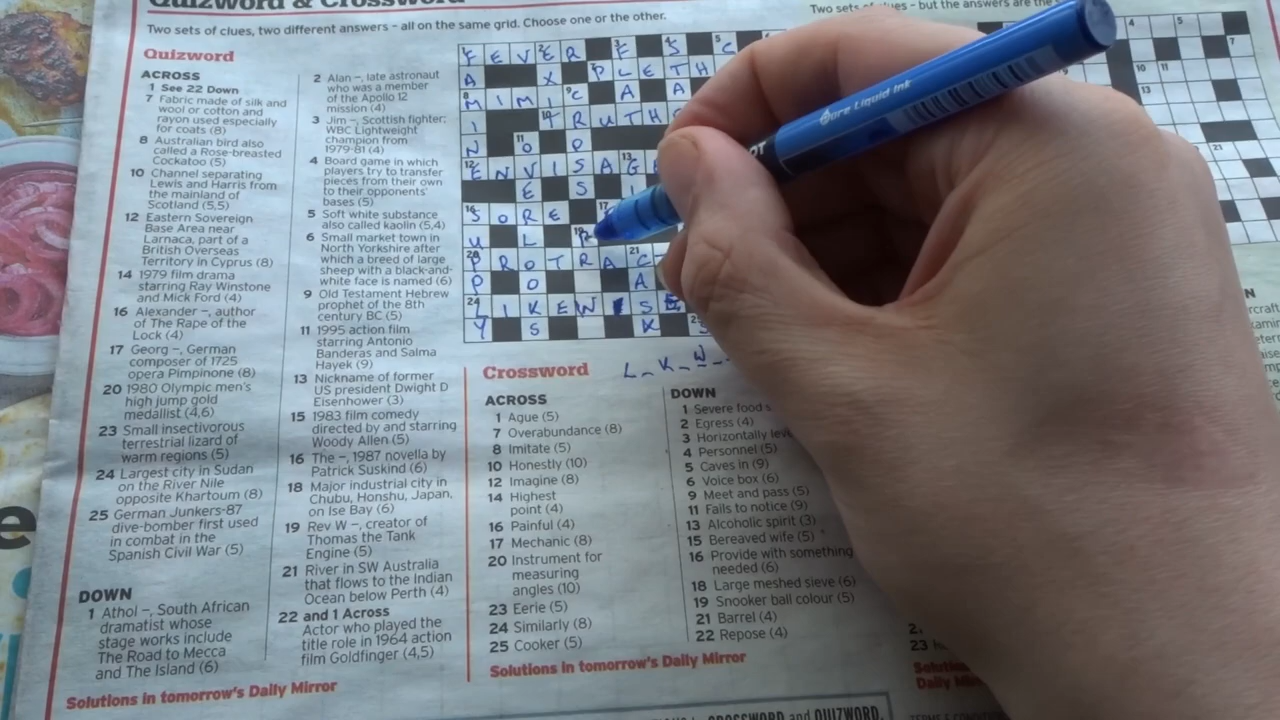 Quizword & Crossword
Two sets of clues, two different answers - all on the same grid. Choose one or the other.
Quizword
ACROSS
1 See 22 Down
7 Fabric made of silk and
wool or cotton and
rayon used especially
for coats (8)
8 Australian bird also
called a Rose-breasted
Cockatoo (5)
10 Channel separating
Lewis and Harris from
the mainland of
Scotland (5,5)
12 Eastern Sovereign
Base Area near
Larnaca, part of a
British Overseas
Territory in Cyprus (8)
14 1979 film drama
starring Ray Winstone
and Mick Ford (4)
16 Alexander –, author
of The Rape of the
Lock (4)
17 Georg –, German
composer of 1725
opera Pimpinone (8)
20 1980 Olympic men's
high jump gold
medallist (4,6)
23 Small insectivorous
terrestrial lizard of
warm regions (5)
24 Largest city in Sudan
on the River Nile
opposite Khartoum (8)
25 German Junkers-87
dive-bomber first used
in combat in the
Spanish Civil War (5)
DOWN
1 Athol –, South African
dramatist whose
stage works include
The Road to Mecca
and The Island (6)
2 Alan –, late astronaut
who was a member
of the Apollo 12
mission (4)
3 Jim –, Scottish fighter;
WBC Lightweight
champion from
1979-81 (4)
4 Board game in which
players try to transfer
pieces from their own
to their opponents'
bases (5)
5 Soft white substance
also called kaolin (5,4)
6 Small market town in
North Yorkshire after
which a breed of large
sheep with a black-and-
white face is named (6)
9 Old Testament Hebrew
prophet of the 8th
century BC (5)
11 1995 action film
starring Antonio
Banderas and Salma
Hayek (9)
13 Nickname of former
US president Dwight D
Eisenhower (3)
15 1983 film comedy
directed by and starring
Woody Allen (5)
16 The –, 1987 novella by
Patrick Suskind (6)
18 Major industrial city in
Chubu, Honshu, Japan,
on Ise Bay (6)
19 Rev W –, creator of
Thomas the Tank
Engine (5)
21 River in SW Australia
that flows to the Indian
Ocean below Perth (4)
22 and 1 Across
Actor who played the
title role in 1964 action
film Goldfinger (4,5)
Solutions in tomorrow's Daily Mirror
FEVER
PLETH
MIMIC
TRUTH
ENVISAG
SORE
PROTRAC
LIKEWISE
L_K_W_
Crossword
ACROSS
1 Ague (5)
7 Overabundance (8)
8 Imitate (5)
10 Honestly (10)
12 Imagine (8)
14 Highest
point (4)
16 Painful (4)
17 Mechanic (8)
20 Instrument for
measuring
angles (10)
23 Eerie (5)
24 Similarly (8)
25 Cooker (5)
DOWN
1 Severe food s
2 Egress (4)
3 Horizontally leve
4 Personnel (5)
5 Caves in (9)
6 Voice box (6)
9 Meet and pass (5)
11 Fails to notice (9)
13 Alcoholic spirit (3)
15 Bereaved wife (5)
16 Provide with something
needed (6)
18 Large meshed sieve (6)
19 Snooker ball colour (5)
21 Barrel (4)
22 Repose (4)
Solutions in tomorrow's Daily Mirror
Pure Liquid Ink
Two sets of clues - but the answers are the
CROSSWORD and QUIZWORD.